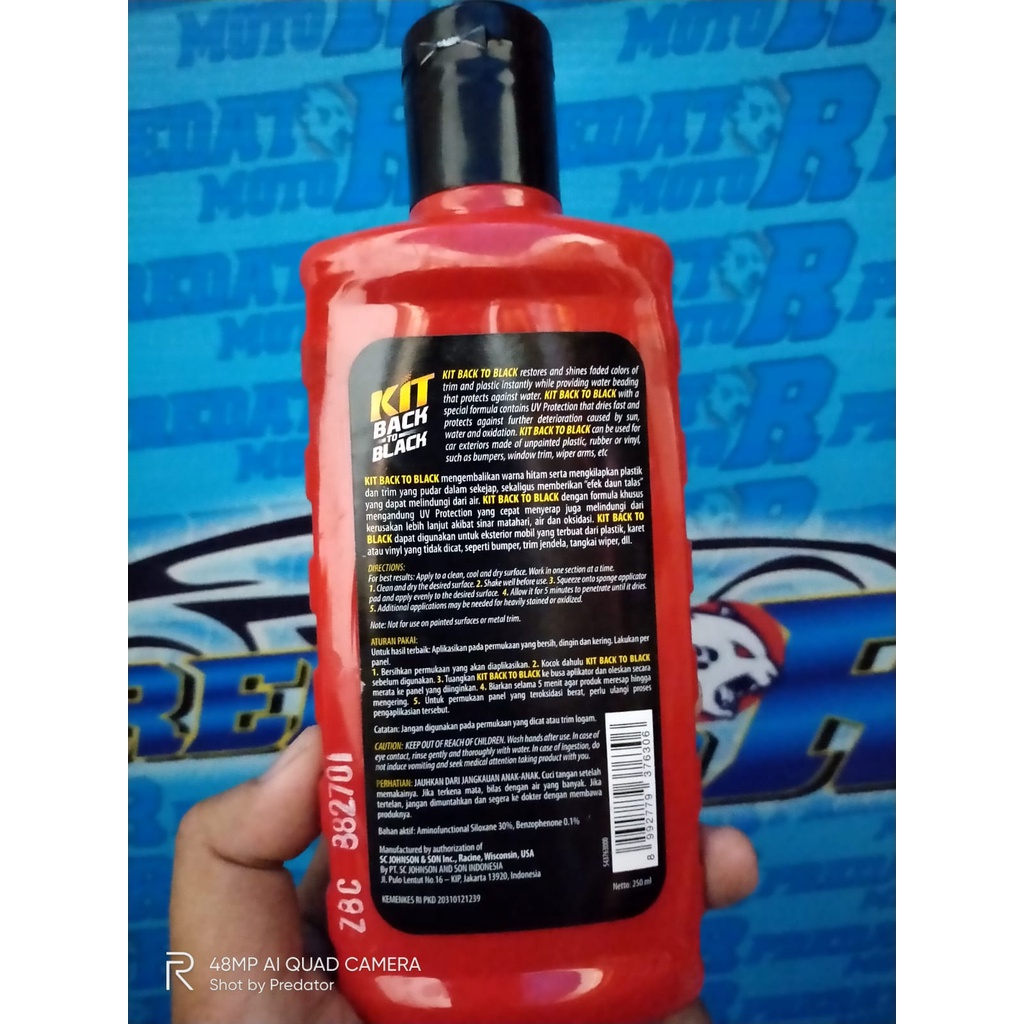 KIT
BACK
TO
BLACK
KIT BACK TO BLACK restores and shines faded colors of
trim and plastic instantly while providing water beading
that protects against water. KIT BACK TO BLACK with a
special formula contains UV Protection that dries fast and
protects against further deterioration caused by sun,
water and oxidation. KIT BACK TO BLACK can be used for
car exteriors made of unpainted plastic, rubber or vinyl,
such as bumpers, window trim, wiper arms, etc
KIT BACK TO BLACK mengembalikan warna hitam serta mengkilapkan plastik
dan trim yang pudar dalam sekejap, sekaligus memberikan "efek daun talas"
yang dapat melindungi dari air. KIT BACK TO BLACK dengan formula khusus
mengandung UV Protection yang cepat menyerap juga melindungi dari
kerusakan lebih lanjut akibat sinar matahari, air dan oksidasi. KIT BACK TO
BLACK dapat digunakan untuk eksterior mobil yang terbuat dari plastik, karet
atau vinyl yang tidak dicat, seperti bumper, trim jendela, tangkai wiper, dll.
DIRECTIONS:
For best results: Apply to a clean, cool and dry surface. Work in one section at a time.
1. Clean and dry the desired surface. 2. Shake well before use. 3. Squeeze onto sponge applicator
pad and apply evenly to the desired surface. 4. Allow it for 5 minutes to penetrate until it dries.
5. Additional applications may be needed for heavily stained or oxidized.
Note: Not for use on painted surfaces or metal trim.
ATURAN PAKAI:
Untuk hasil terbaik: Aplikasikan pada permukaan yang bersih, dingin dan kering. Lakukan per
panel.
1. Bersihkan permukaan yang akan diaplikasikan. 2. Kocok dahulu KIT BACK TO BLACK
sebelum digunakan. 3. Tuangkan KIT BACK TO BLACK ke busa aplikator dan oleskan secara
merata ke panel yang diinginkan. 4. Biarkan selama 5 menit agar produk meresap hingga
mengering. 5. Untuk permukaan panel yang teroksidasi berat, perlu ulangi proses
pengaplikasian tersebut.
Catatan: Jangan digunakan pada permukaan yang dicat atau trim logam.
CAUTION: KEEP OUT OF REACH OF CHILDREN. Wash hands after use. In case of
eye contact, rinse gently and thoroughly with water. In case of ingestion, do
not induce vomiting and seek medical attention taking product with you.
PERHATIAN: JAUHKAN DARI JANGKAUAN ANAK-ANAK. Cuci tangan setelah
memakainya. Jika terkena mata, bilas dengan air yang banyak. Jika
tertelan, jangan dimuntahkan dan segera ke dokter dengan membawa
produknya.
Bahan aktif: Aminofunctional Siloxane 30%, Benzophenone 0.1%
Manufactured by authorization of
SC JOHNSON & SON Inc., Racine, Wisconsin, USA
By PT. SC JOHNSON AND SON INDONESIA
Jl. Pulo Lentut No.16 – KIP, Jakarta 13920, Indonesia
KEMENKES RI PKD 20310121239
8 992779 376306
Netto: 250 ml
PREDATOR
MOTO
48MP AI QUAD CAMERA
Shot by Predator